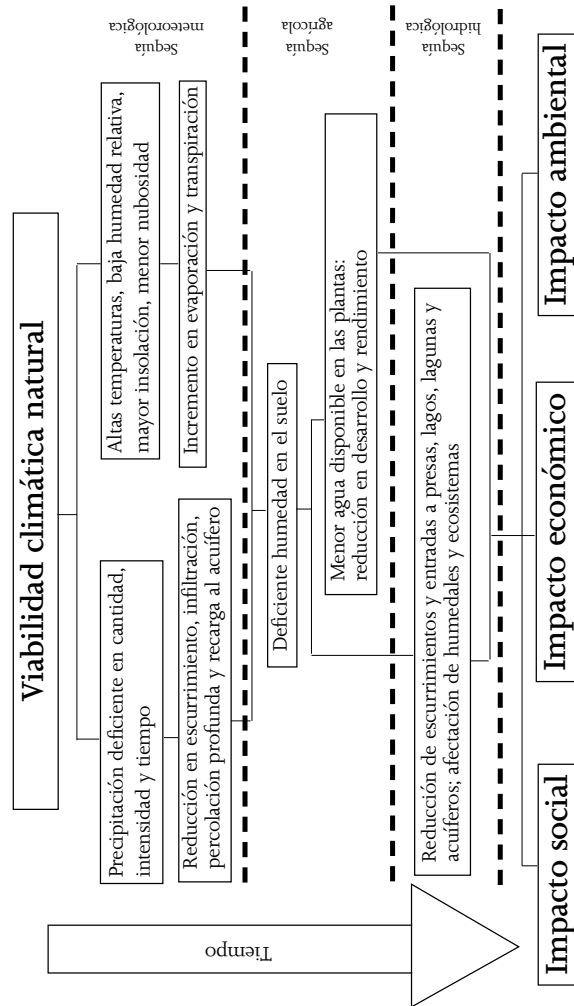 Viabilidad climática natural
Precipitación deficiente en cantidad,
intensidad y tiempo
Altas temperaturas, baja humedad relativa,
mayor insolación, menor nubosidad
Reducción en escurrimiento, infiltración,
percolación profunda y recarga al acuífero
Incremento en evaporación y transpiración
Sequía
meteorológica
Deficiente humedad en el suelo
Menor agua disponible en las plantas:
reducción en desarrollo y rendimiento
Sequía
agrícola
Reducción de escurrimientos y entradas a presas, lagos, lagunas y
acuíferos; afectación de humedales y ecosistemas
Sequía
hidrológica
Tiempo
Impacto social
Impacto económico
Impacto ambiental